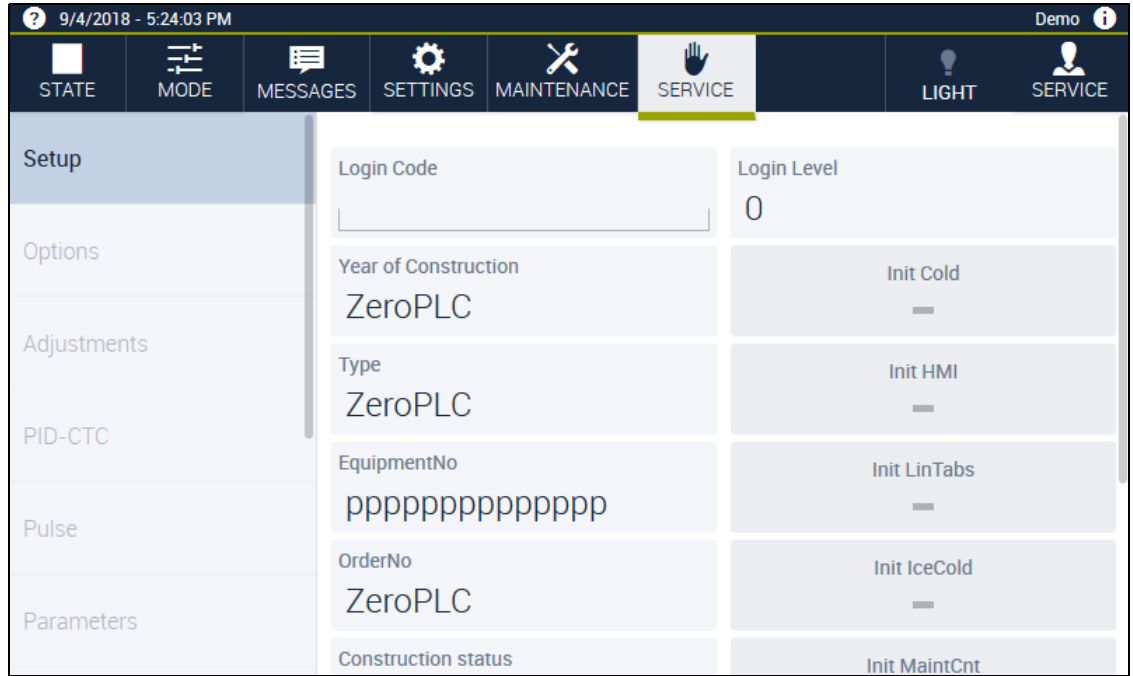 ? 9/4/2018 - 5:24:03 PM Demo i
STATE MODE MESSAGES SETTINGS MAINTENANCE SERVICE LIGHT SERVICE
Setup
Options
Adjustments
PID-CTC
Pulse
Parameters
Login Code
Login Level
0
Year of Construction
ZeroPLC
Init Cold
Type
ZeroPLC
Init HMI
EquipmentNo
pppppppppppppp
Init LinTabs
OrderNo
ZeroPLC
Init IceCold
Construction status
Init MaintCnt